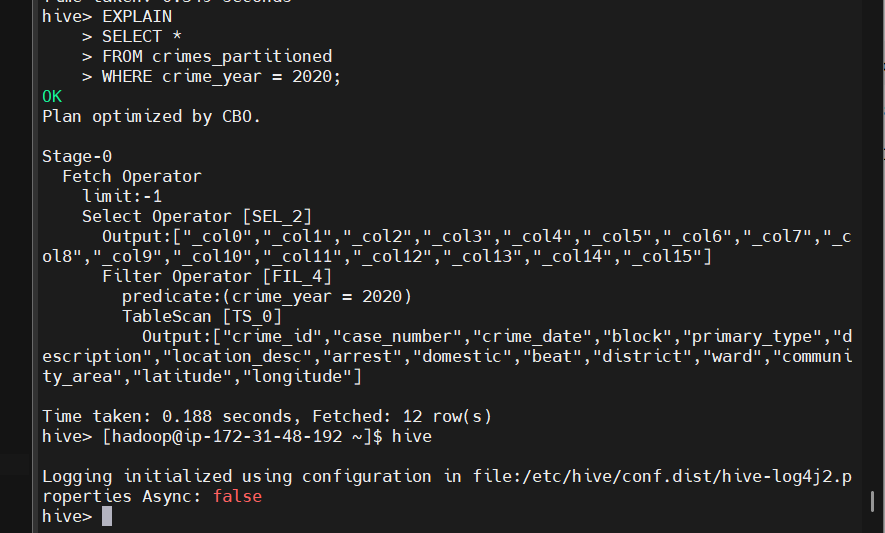 hive> EXPLAIN
    > SELECT *
    > FROM crimes_partitioned
    > WHERE crime_year = 2020;
OK
Plan optimized by CBO.

Stage-0
  Fetch Operator
    limit:-1
    Select Operator [SEL_2]
      Output:["_col0","_col1","_col2","_col3","_col4","_col5","_col6","_col7","_c
ol8","_col9","_col10","_col11","_col12","_col13","_col14","_col15"]
      Filter Operator [FIL_4]
        predicate:(crime_year = 2020)
        TableScan [TS_0]
          Output:["crime_id","case_number","crime_date","block","primary_type","d
escription","location_desc","arrest","domestic","beat","district","ward","communi
ty_area","latitude","longitude"]

Time taken: 0.188 seconds, Fetched: 12 row(s)
hive> [hadoop@ip-172-31-48-192 ~]$ hive

Logging initialized using configuration in file:/etc/hive/conf.dist/hive-log4j2.p
roperties Async: false
hive>